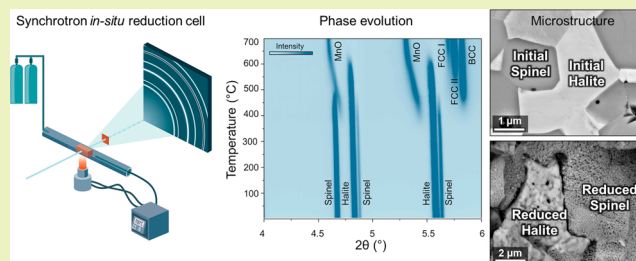 Synchrotron in-situ reduction cell
Phase evolution
Microstructure
Intensity
MnO
MnO
FCC I
FCC II
BCC
Spinel
Halite
Spinel
Halite
Spinel
Temperature (°C)
700
600
500
400
300
200
100
4
4.5
5
5.5
6
2θ (°)
Initial
Spinel
Initial
Halite
1 μm
Reduced
Spinel
Reduced
Halite
2 μm